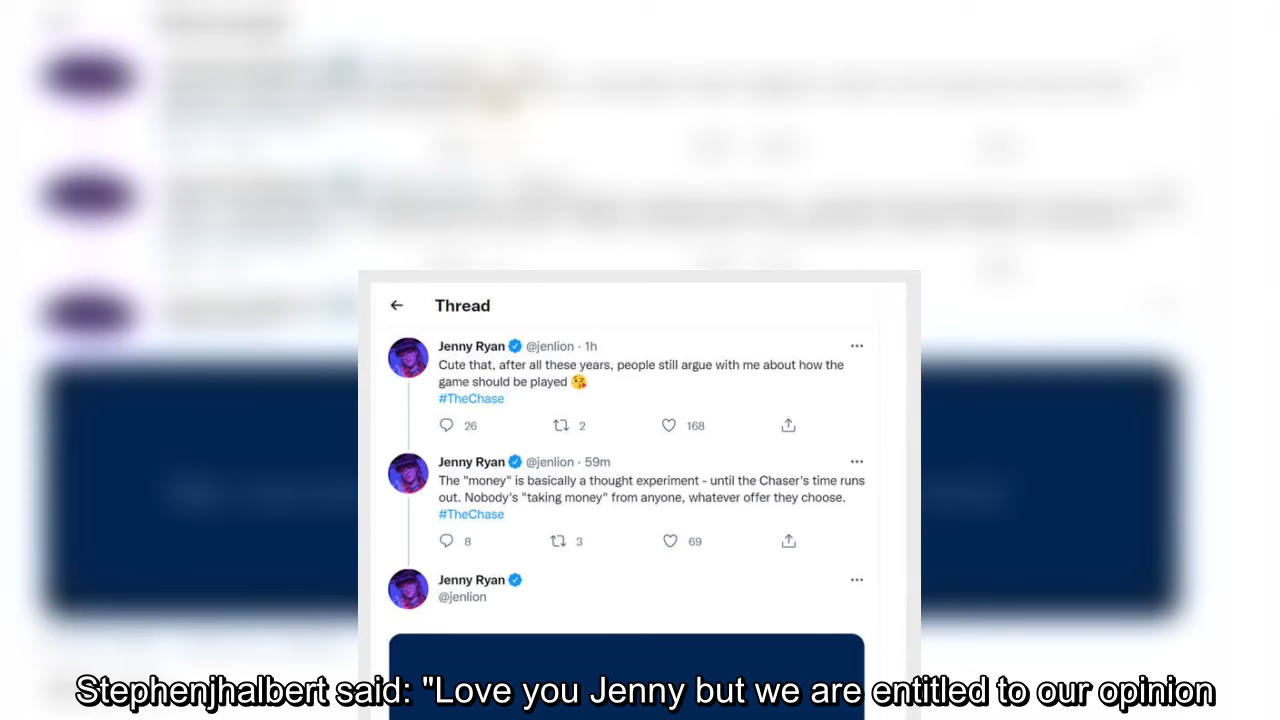 Thread
Jenny Ryan @jenlion · 1h
Cute that, after all these years, people still argue with me about how the
game should be played 😘
#TheChase
26 2 168
Jenny Ryan @jenlion · 59m
The "money" is basically a thought experiment - until the Chaser's time runs
out. Nobody's "taking money" from anyone, whatever offer they choose.
#TheChase
8 3 69
Jenny Ryan
@jenlion
Stephenjhalbert said: "Love you Jenny but we are entitled to our opinion